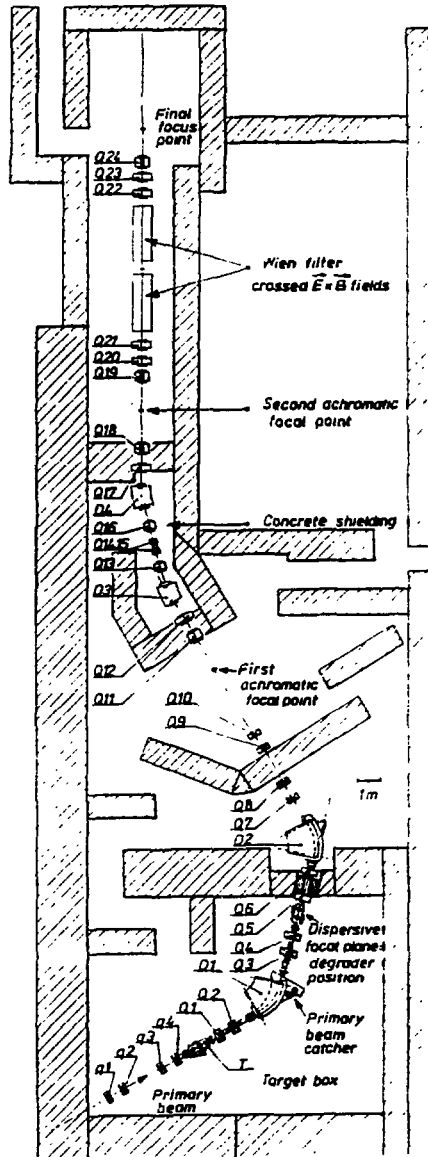 Final
focus
point
Q24
Q23
Q22
Wien filter
crossed E×B fields
Q21
Q20
Q19
Second achromatic
focal point
Q18
Q17
D4
Q16
Concrete shielding
Q14,15
Q13
D3
Q12
Q11
First
achromatic
focal point
Q10
Q9
Q8
Q7
1m
D2
Q6
Q5
Q4
Q3
Dispersive
focal plane
degrader
position
D1
Q2
Q1
q4
q3
q2
q1
T
Primary
beam
catcher
Target box
Primary
beam